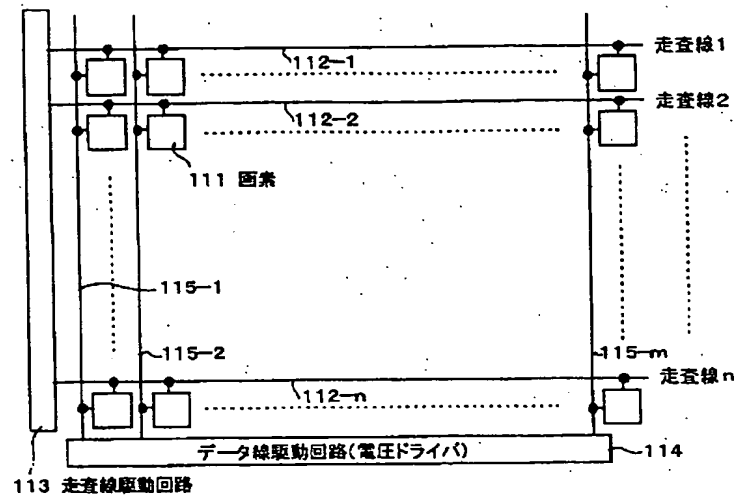 112-1
走査線1
112-2
走査線2
111 画素
115-1
115-2
115-m
112-n
走査線n
データ線駆動回路(電圧ドライバ)
114
113 走査線駆動回路